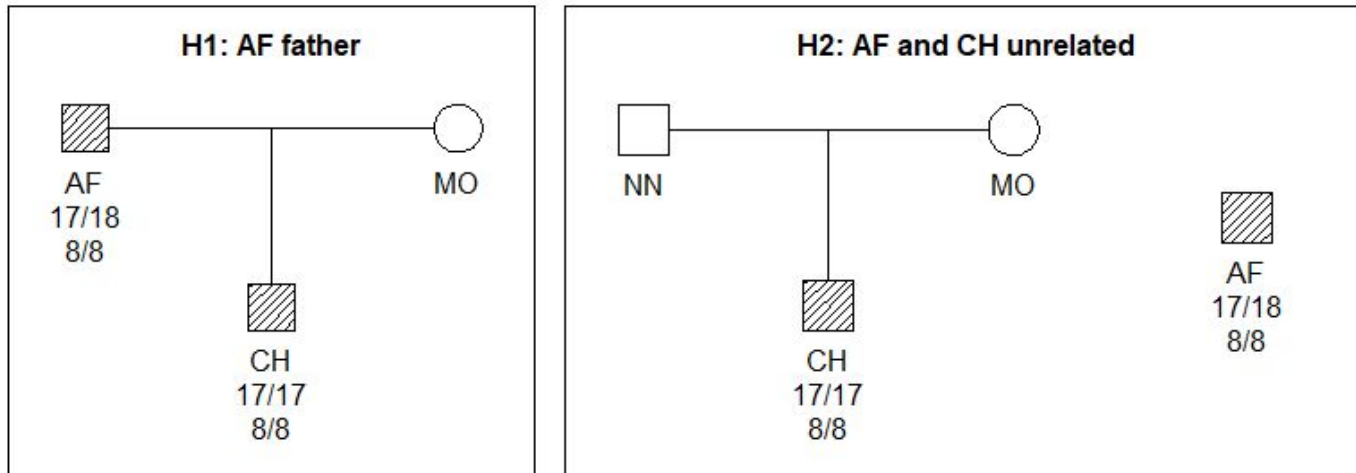 H1: AF father
AF
17/18
8/8
MO
CH
17/17
8/8
H2: AF and CH unrelated
NN
MO
AF
17/18
8/8
CH
17/17
8/8